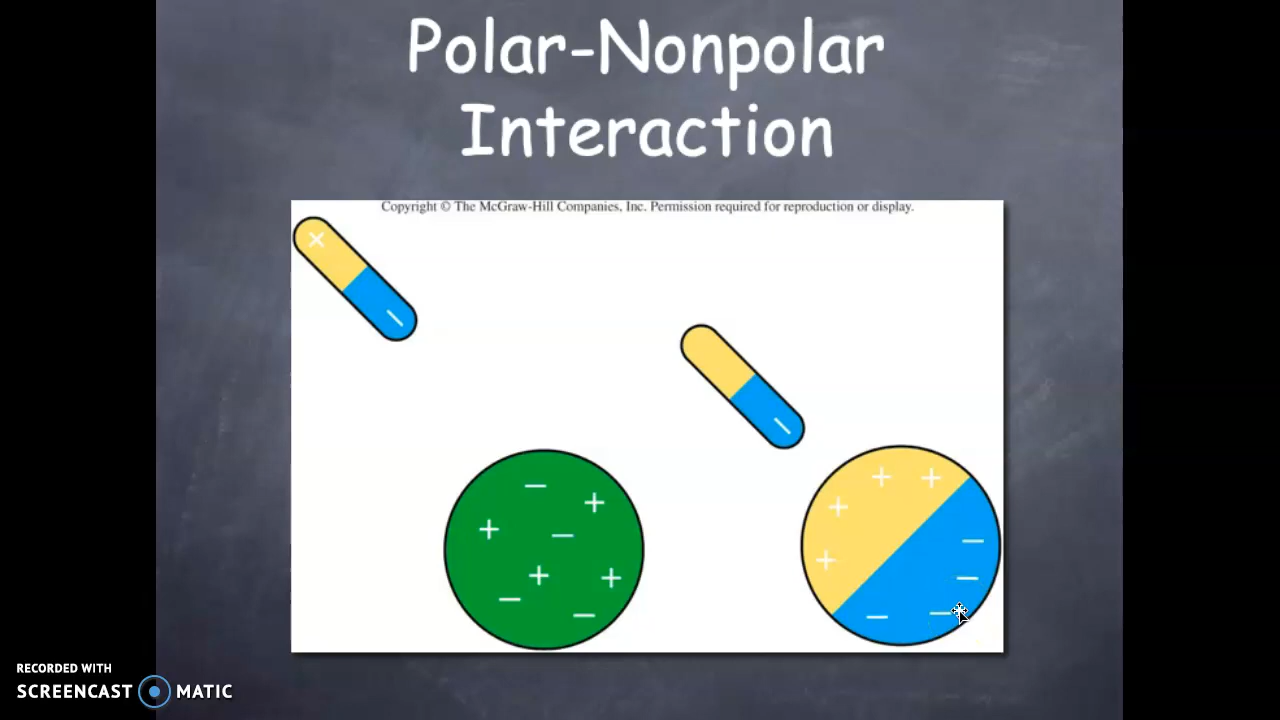 Polar-Nonpolar
Interaction
Copyright © The McGraw-Hill Companies, Inc. Permission required for reproduction or display.
RECORDED WITH
SCREENCAST MATIC